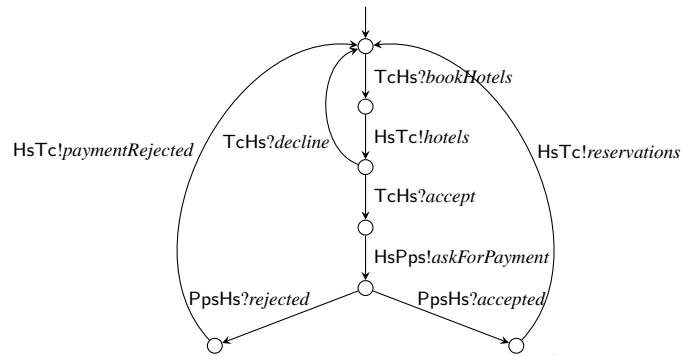 TcHs?bookHotels
HsTc!hotels
TcHs?decline
HsTc!paymentRejected
HsTc!reservations
TcHs?accept
HsPps!askForPayment
PpsHs?rejected
PpsHs?accepted